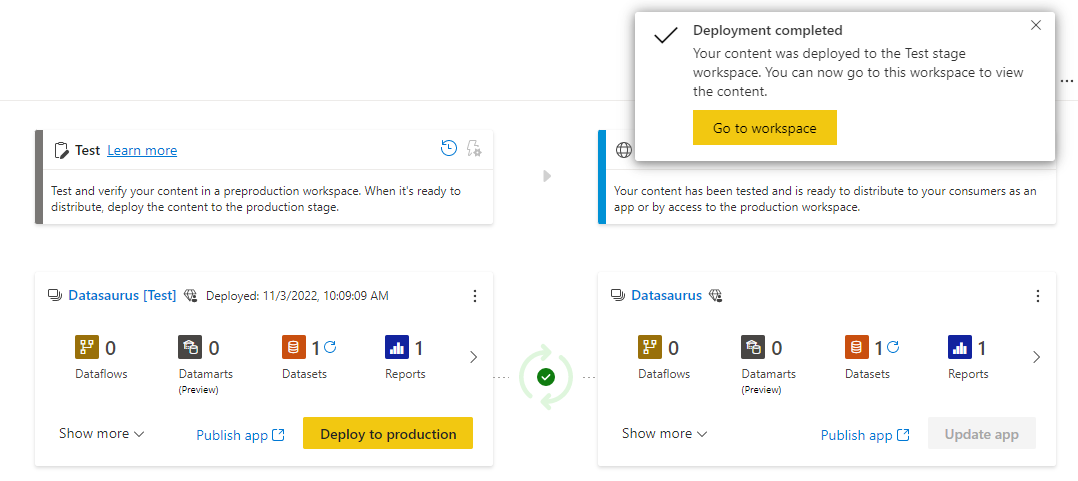 Deployment completed
Your content was deployed to the Test stage
workspace. You can now go to this workspace to view
the content.
Go to workspace
Test Learn more
Test and verify your content in a preproduction workspace. When it's ready to
distribute, deploy the content to the production stage.
Your content has been tested and is ready to distribute to your consumers as an
app or by access to the production workspace.
Datasaurus [Test] Deployed: 11/3/2022, 10:09:09 AM
0 0 1 1
Dataflows Datamarts Datasets Reports
(Preview)
Show more Publish app Deploy to production
Datasaurus
0 0 1 1
Dataflows Datamarts Datasets Reports
(Preview)
Show more Publish app Update app